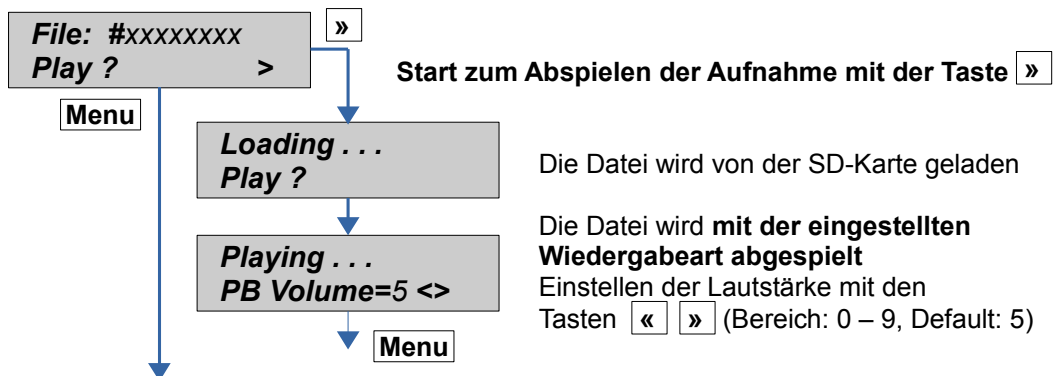 File: #xxxxxxxx
Play ? >
»
Start zum Abspielen der Aufnahme mit der Taste »
Menu
Loading . . .
Play ?
Die Datei wird von der SD-Karte geladen
Playing . . .
PB Volume=5 <>
Die Datei wird mit der eingestellten
Wiedergabeart abgespielt
Einstellen der Lautstärke mit den
Tasten « » (Bereich: 0 – 9, Default: 5)
Menu